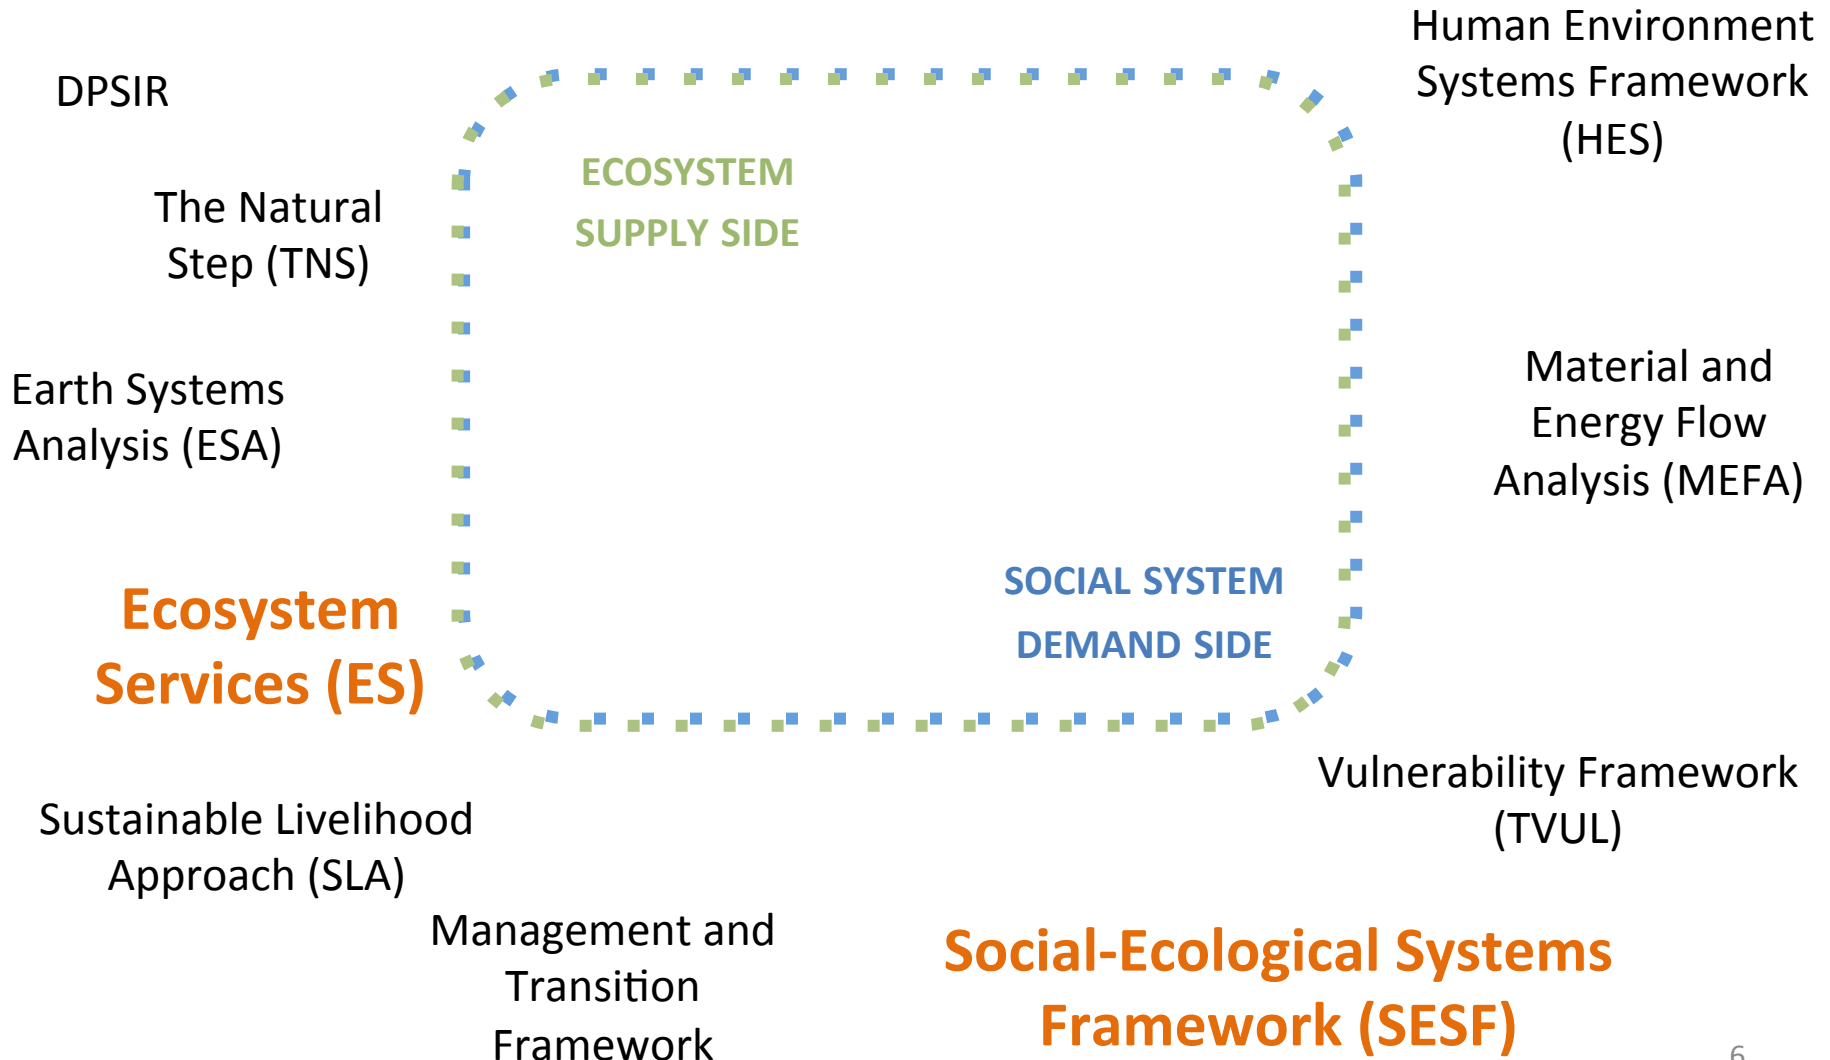 DPSIR
The Natural
Step (TNS)
Earth Systems
Analysis (ESA)
Ecosystem
Services (ES)
Sustainable Livelihood
Approach (SLA)
Management and
Transition
Framework
ECOSYSTEM
SUPPLY SIDE
SOCIAL SYSTEM
DEMAND SIDE
Human Environment
Systems Framework
(HES)
Material and
Energy Flow
Analysis (MEFA)
Vulnerability Framework
(TVUL)
Social-Ecological Systems
Framework (SESF)
6